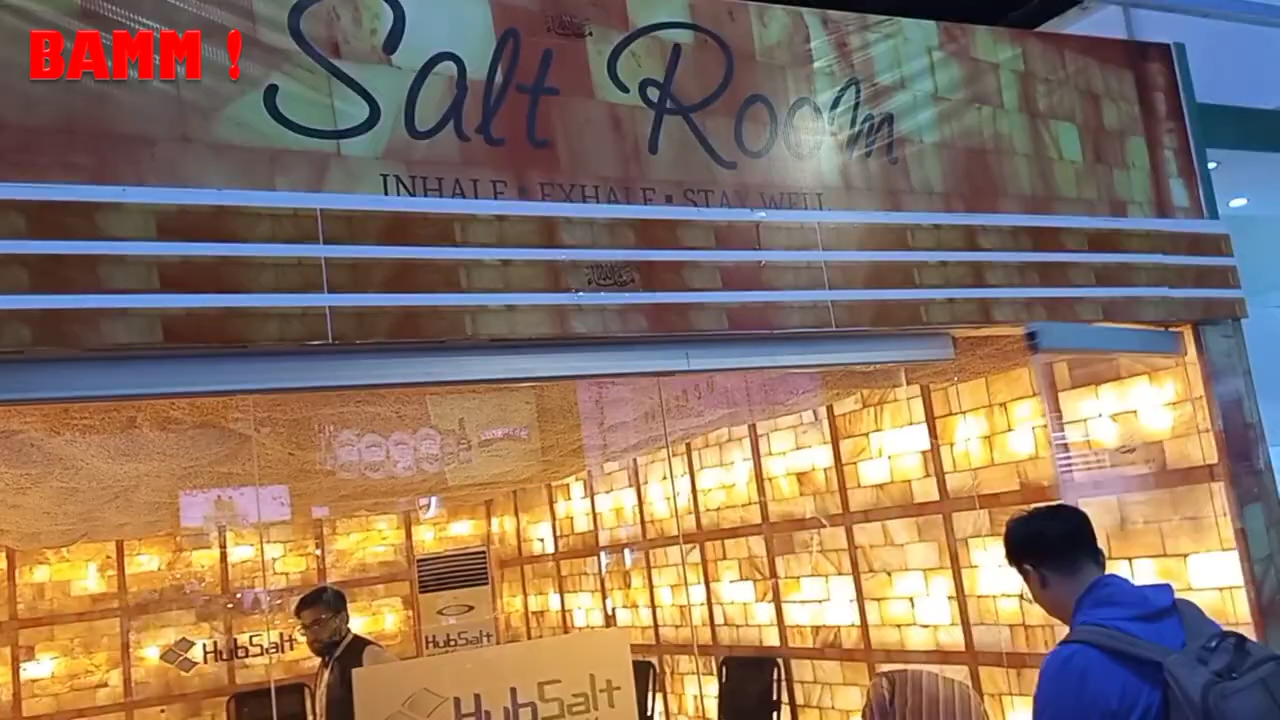 BAMM !
Salt Room
INHALE ▪ EXHALE ▪ STAY WELL
HubSalt
HubSalt
HubSalt